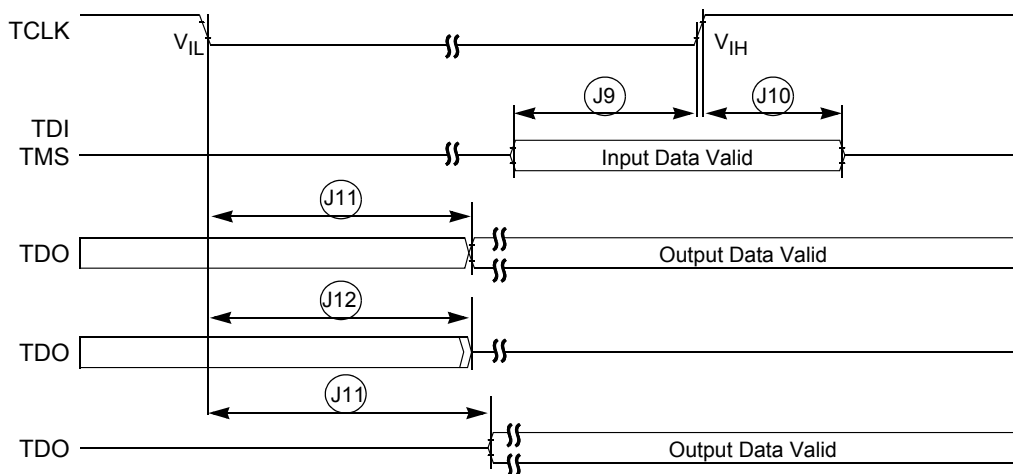 TCLK
VIL
VIH
J9
J10
TDI
TMS
Input Data Valid
J11
TDO
Output Data Valid
J12
TDO
J11
TDO
Output Data Valid